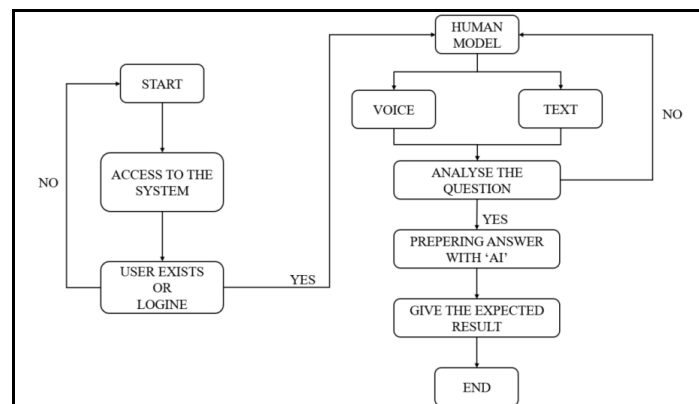 START
NO
ACCESS TO THE
SYSTEM
USER EXISTS
OR
LOGINE
YES
HUMAN
MODEL
VOICE
TEXT
NO
ANALYSE THE
QUESTION
YES
PREPERING ANSWER
WITH ‘AI’
GIVE THE EXPECTED
RESULT
END